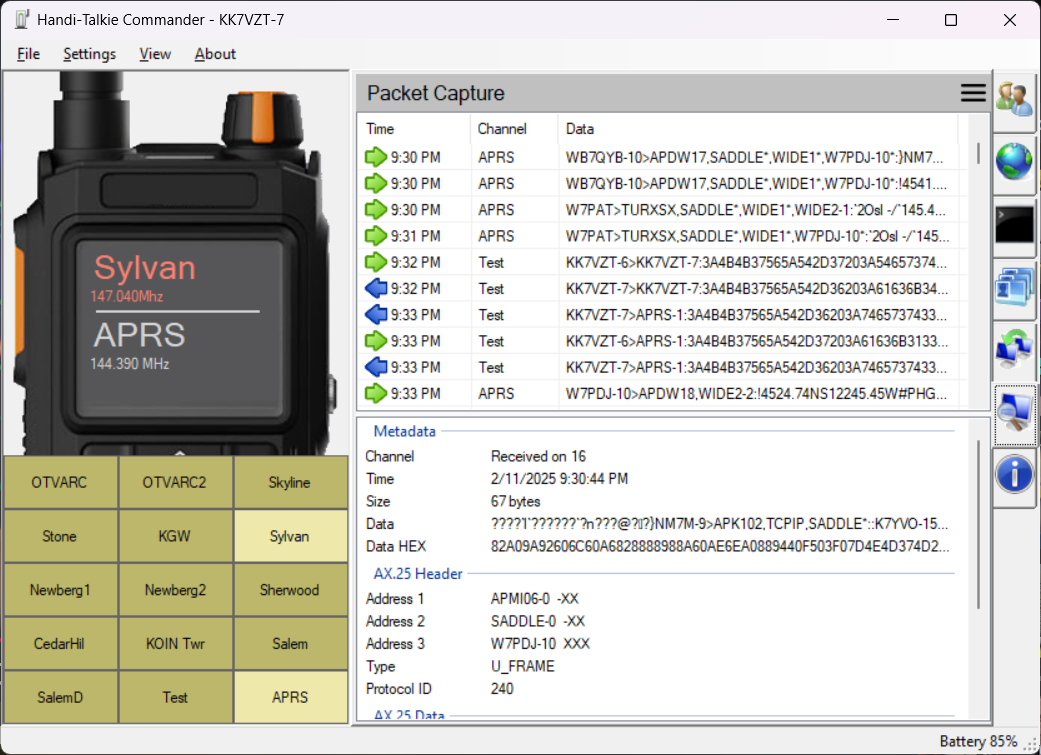 Handi-Talkie Commander - KK7VZT-7
File Settings View About
Sylvan
147.040Mhz
APRS
144.390 MHz
OTVARC OTVARC2 Skyline
Stone KGW Sylvan
Newberg1 Newberg2 Sherwood
CedarHil KOIN Twr Salem
SalemD Test APRS
Packet Capture
Time Channel Data
9:30 PM APRS WB7QYB-10>APDW17,SADDLE*,WIDE1*,W7PDJ-10*:}NM7...
9:30 PM APRS WB7QYB-10>APDW17,SADDLE*,WIDE1*,W7PDJ-10*:!4541....
9:30 PM APRS W7PAT>TURXSX,SADDLE*,WIDE1*,WIDE2-1:`2Osl -/`145.4...
9:31 PM APRS W7PAT>TURXSX,SADDLE*,WIDE1*,W7PDJ-10*:`2Osl -/`145...
9:32 PM Test KK7VZT-6>KK7VZT-7:3A4B4B37565A542D37203A54657374...
9:32 PM Test KK7VZT-7>KK7VZT-7:3A4B4B37565A542D36203A61636B34...
9:33 PM Test KK7VZT-7>APRS-1:3A4B4B37565A542D36203A7465737433...
9:33 PM Test KK7VZT-6>APRS-1:3A4B4B37565A542D37203A61636B3133...
9:33 PM Test KK7VZT-7>APRS-1:3A4B4B37565A542D36203A7465737433...
9:33 PM APRS W7PDJ-10>APDW18,WIDE2-2:!4524.74NS12245.45W#PHG...
Metadata
Channel Received on 16
Time 2/11/2025 9:30:44 PM
Size 67 bytes
Data NM7M-9>APK102,TCPIP,SADDLE*::K7YVO-15...
Data HEX 82A09A92606C60A6828888988A60AE6EA0889440F503F07D4E4D374D2...
AX.25 Header
Address 1 APMI06-0 -XX
Address 2 SADDLE-0 -XX
Address 3 W7PDJ-10 XXX
Type U_FRAME
Protocol ID 240
AX.25 Data
Battery 85%